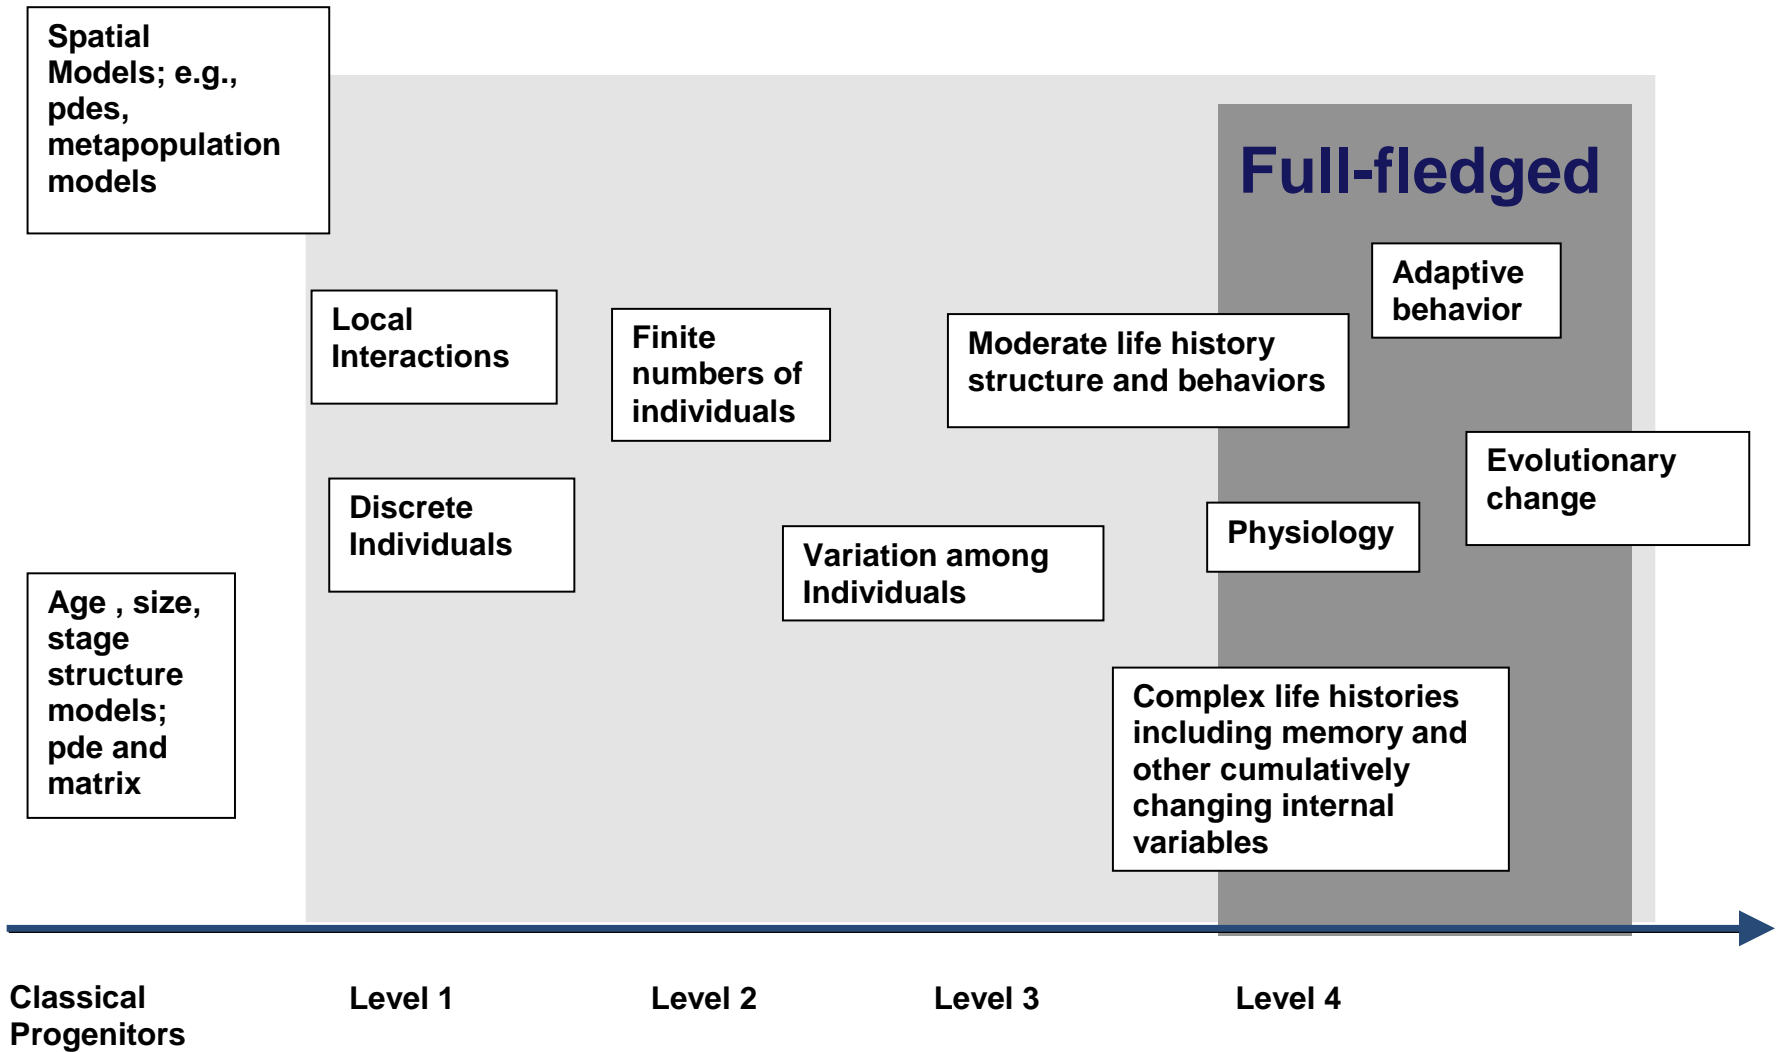 Spatial
Models; e.g.,
pdes,
metapopulation
models
Full-fledged
Adaptive
behavior
Local
Interactions
Finite
numbers of
individuals
Moderate life history
structure and behaviors
Evolutionary
change
Discrete
Individuals
Physiology
Variation among
Individuals
Age , size,
stage
structure
models;
pde and
matrix
Complex life histories
including memory and
other cumulatively
changing internal
variables
Classical
Progenitors
Level 1
Level 2
Level 3
Level 4